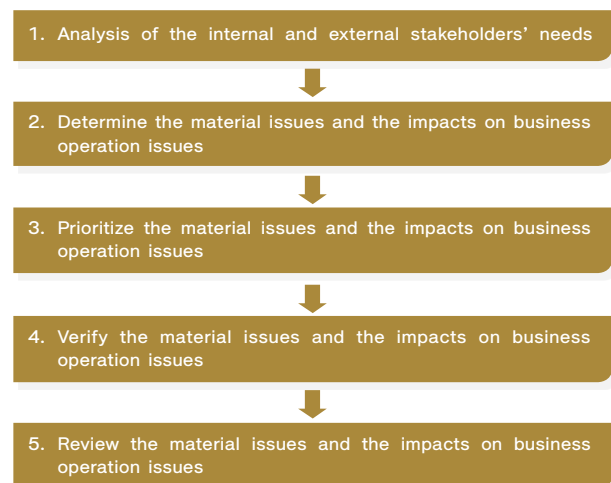 1. Analysis of the internal and external stakeholders’ needs
2. Determine the material issues and the impacts on business
operation issues
3. Prioritize the material issues and the impacts on business
operation issues
4. Verify the material issues and the impacts on business
operation issues
5. Review the material issues and the impacts on business
operation issues